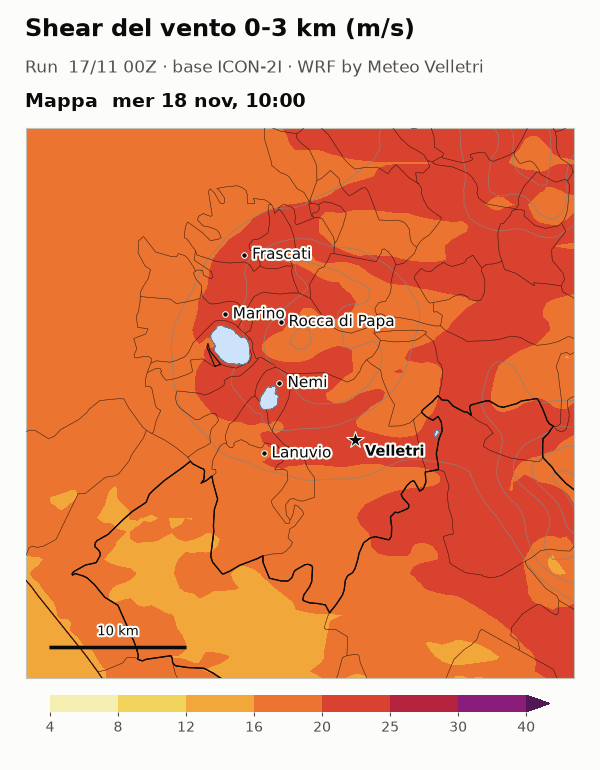 Shear del vento 0-3 km (m/s)
Run  17/11 00Z · base ICON-2I · WRF by Meteo Velletri
Mappa  mer 18 nov, 10:00
Frascati
Marino
Rocca di Papa
Nemi
Velletri
Lanuvio
10 km
4 8 12 16 20 25 30 40